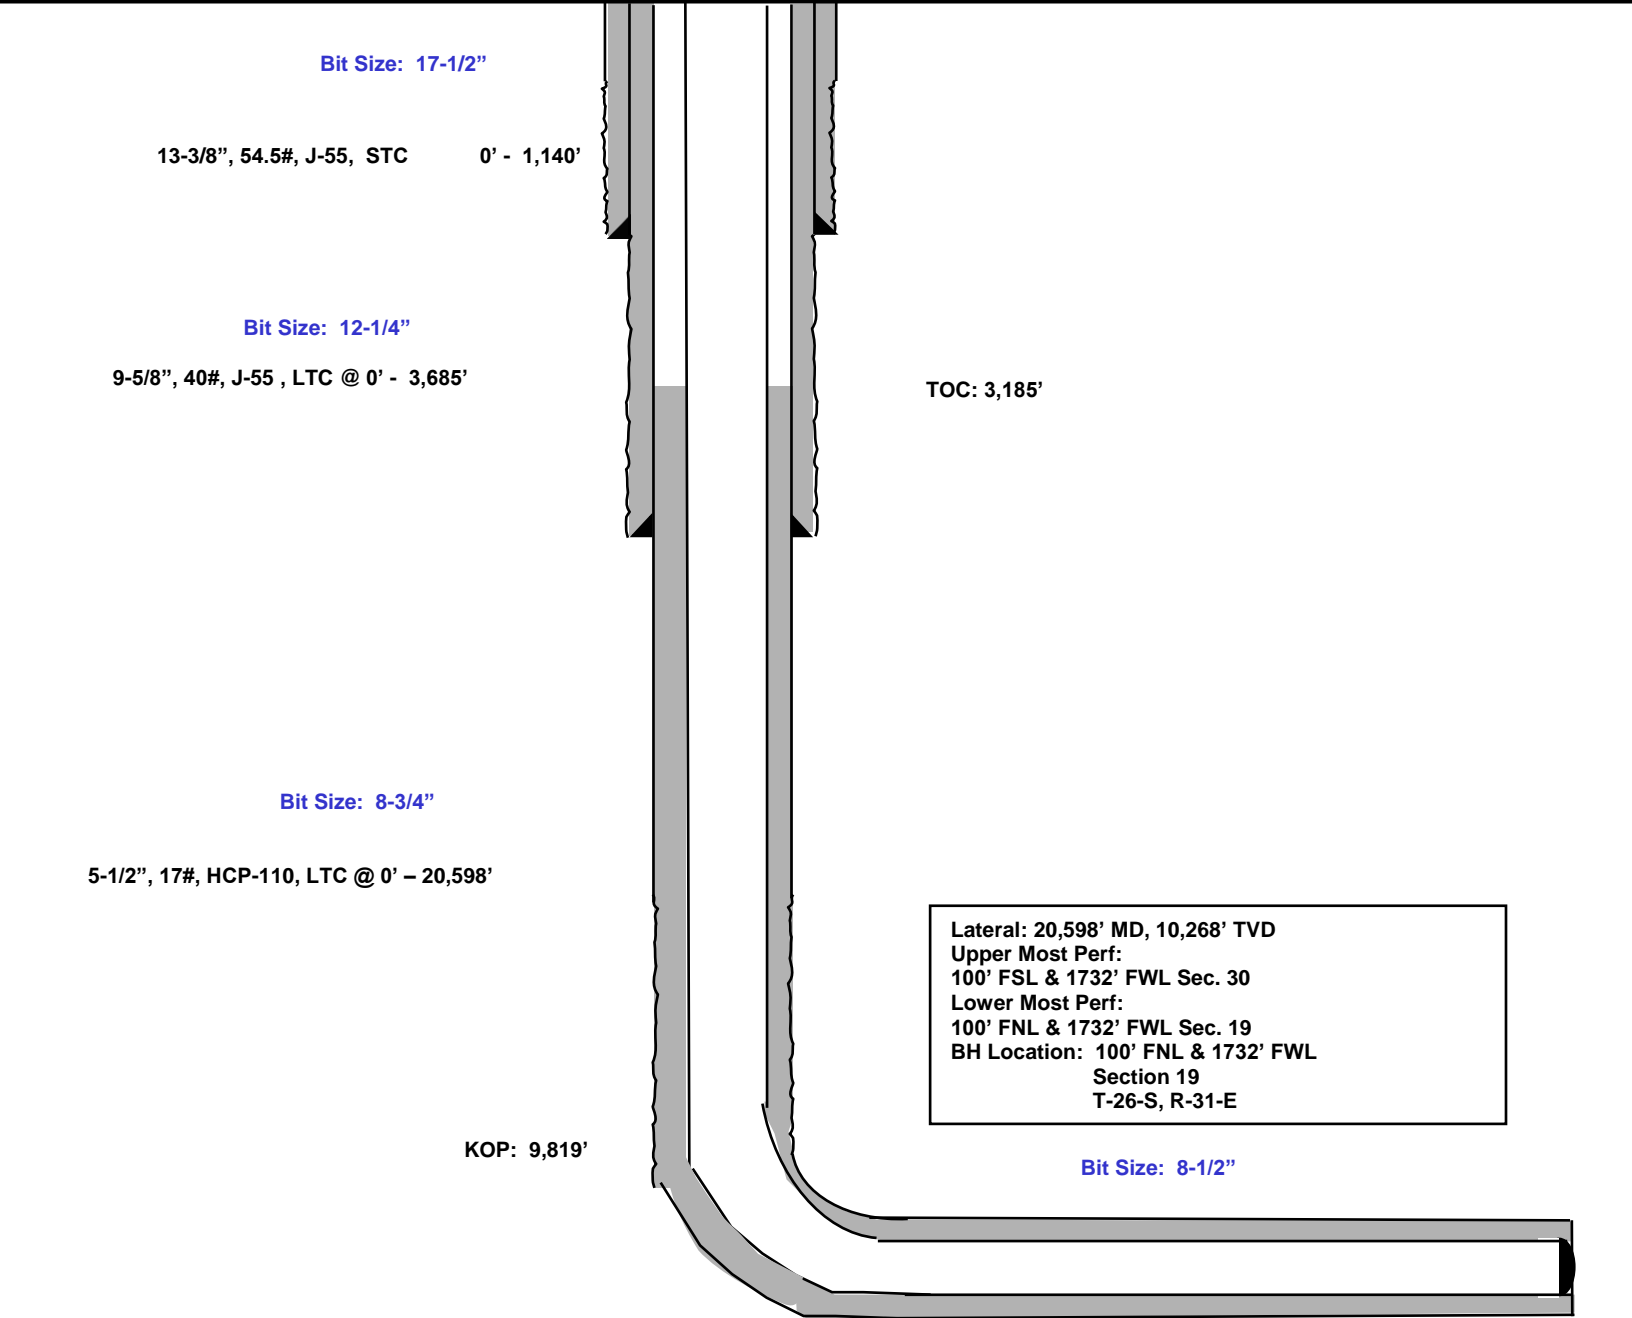 Bit Size:  17-1/2”
13-3/8”, 54.5#, J-55,  STC          0’ -  1,140’
Bit Size:  12-1/4”
9-5/8”, 40#, J-55 , LTC @ 0’ -  3,685’
TOC: 3,185’
Bit Size:  8-3/4”
5-1/2”, 17#, HCP-110, LTC @ 0’ – 20,598’
Lateral: 20,598’ MD, 10,268’ TVD
Upper Most Perf:
100’ FSL & 1732’ FWL Sec. 30
Lower Most Perf:
100’ FNL & 1732’ FWL Sec. 19
BH Location:  100’ FNL & 1732’ FWL
Section 19
T-26-S, R-31-E
KOP:  9,819’
Bit Size:  8-1/2”